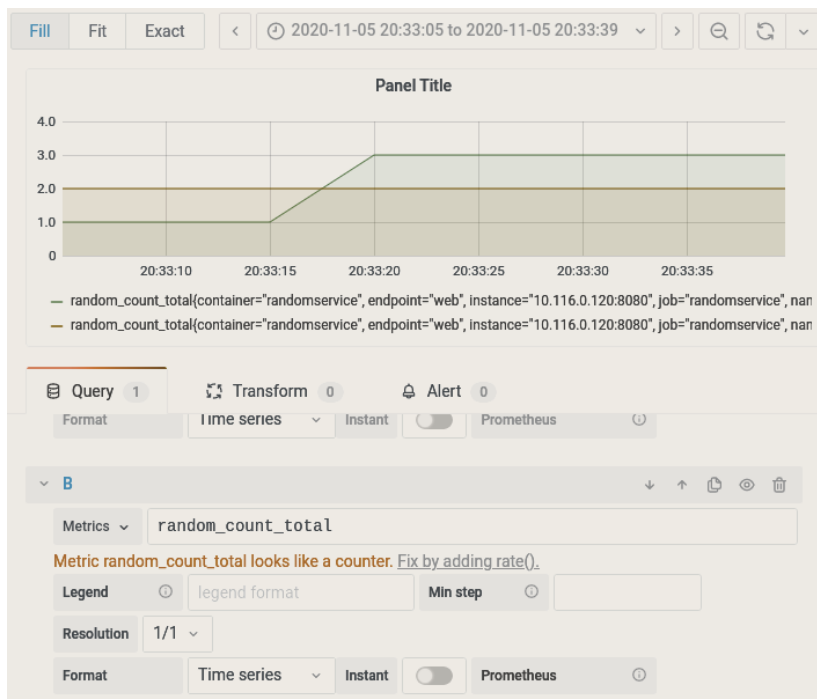 Fill Fit Exact 2020-11-05 20:33:05 to 2020-11-05 20:33:39
Panel Title
4.0
3.0
2.0
1.0
0
20:33:10 20:33:15 20:33:20 20:33:25 20:33:30 20:33:35
random_count_total{container="randomservice", endpoint="web", instance="10.116.0.120:8080", job="randomservice", nan
random_count_total{container="randomservice", endpoint="web", instance="10.116.0.120:8080", job="randomservice", nan
Query 1 Transform 0 Alert 0
Format Time series Instant Prometheus
B
Metrics random_count_total
Metric random_count_total looks like a counter. Fix by adding rate().
Legend legend format Min step
Resolution 1/1
Format Time series Instant Prometheus